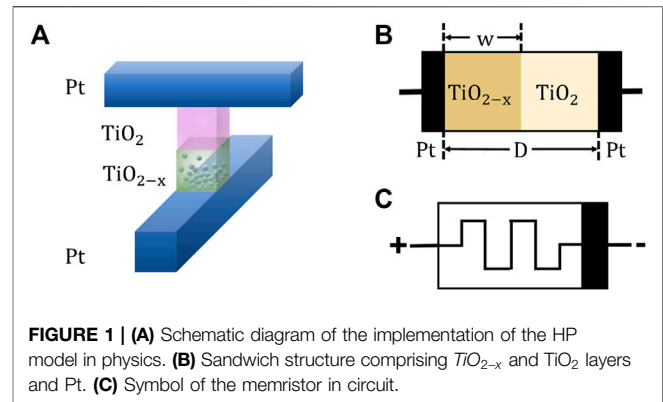 A
Pt
TiO₂
TiO₂₋ₓ
Pt
B
w
TiO₂₋ₓ TiO₂
Pt D Pt
C
+ -
FIGURE 1 | (A) Schematic diagram of the implementation of the HP
model in physics. (B) Sandwich structure comprising TiO₂₋ₓ and TiO₂ layers
and Pt. (C) Symbol of the memristor in circuit.